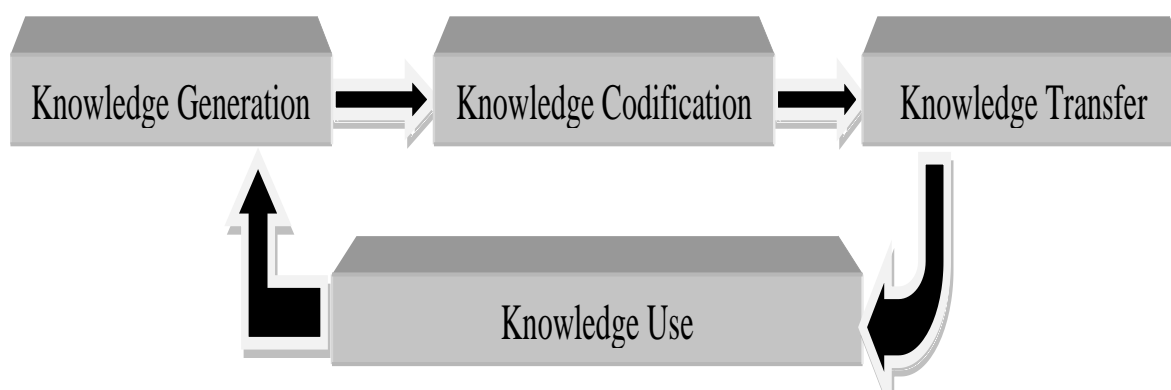 Knowledge Generation
Knowledge Codification
Knowledge Transfer
Knowledge Use